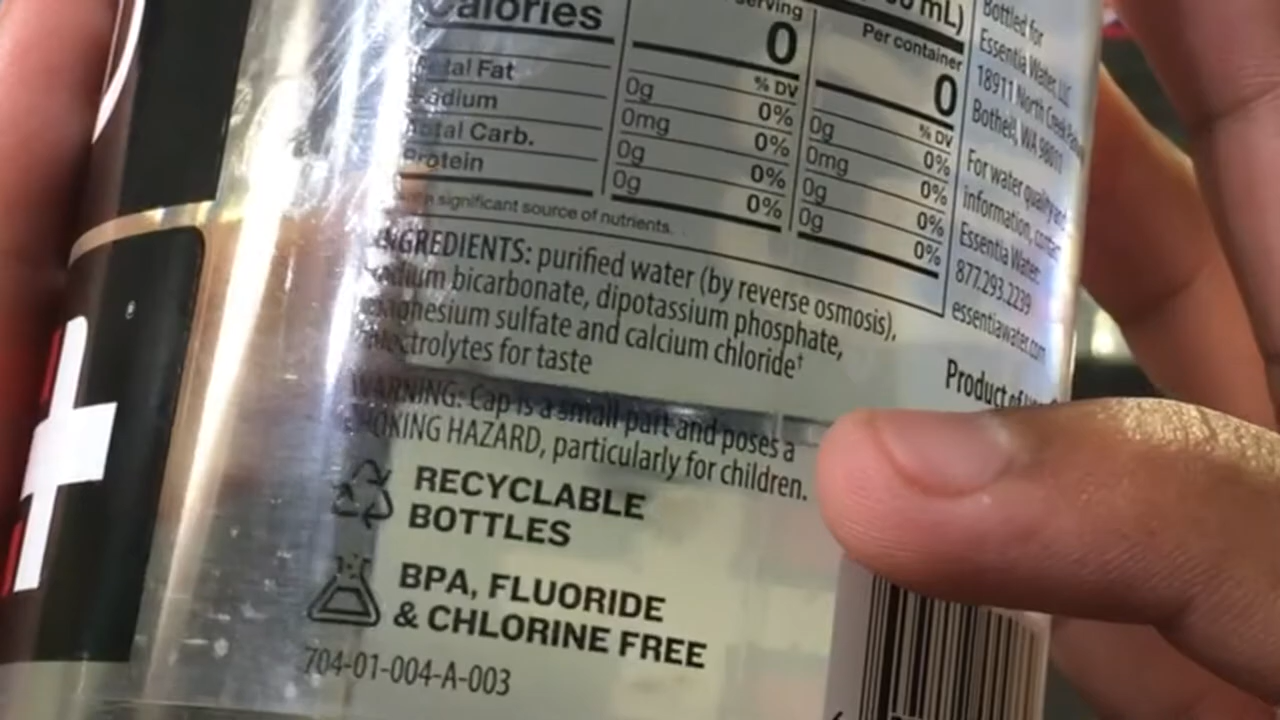 Calories
serving
0
mL)
Per container
0
Total Fat
Sodium
Total Carb.
Protein
% DV
0g 0%
0mg 0%
0g 0%
0g 0%
% DV
0g 0%
0mg 0%
0g 0%
0g 0%
significant source of nutrients.
INGREDIENTS: purified water (by reverse osmosis),
sodium bicarbonate, dipotassium phosphate,
magnesium sulfate and calcium chloride†
electrolytes for taste
WARNING: Cap is a small part and poses a
CHOKING HAZARD, particularly for children.
RECYCLABLE
BOTTLES
BPA, FLUORIDE
& CHLORINE FREE
704-01-004-A-003
Bottled for
Essentia Water, LLC
18911 North Creek
Bothell, WA 98011
For water quality and
information, contact
Essentia Water:
877.293.2239
essentiawater.com
Product of